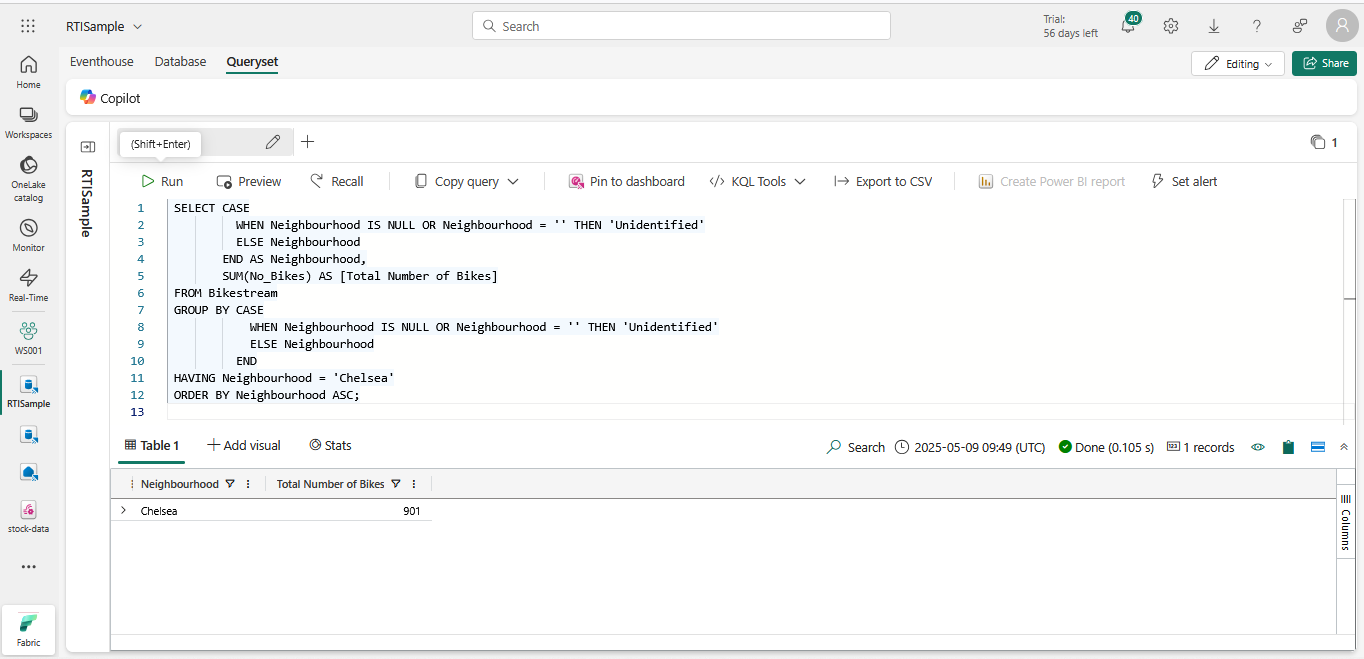 RTISample
Search
Trial:
56 days left
40
Home
Workspaces
OneLake
catalog
Monitor
Real-Time
WS001
RTISample
stock-data
Fabric
Eventhouse Database Queryset
Editing
Share
Copilot
RTISample
(Shift+Enter)
1
Run Preview Recall Copy query Pin to dashboard KQL Tools Export to CSV Create Power BI report Set alert
1 SELECT CASE
2 WHEN Neighbourhood IS NULL OR Neighbourhood = '' THEN 'Unidentified'
3 ELSE Neighbourhood
4 END AS Neighbourhood,
5 SUM(No_Bikes) AS [Total Number of Bikes]
6 FROM Bikestream
7 GROUP BY CASE
8 WHEN Neighbourhood IS NULL OR Neighbourhood = '' THEN 'Unidentified'
9 ELSE Neighbourhood
10 END
11 HAVING Neighbourhood = 'Chelsea'
12 ORDER BY Neighbourhood ASC;
13
Table 1 Add visual Stats Search 2025-05-09 09:49 (UTC) Done (0.105 s) 123 1 records
Neighbourhood Total Number of Bikes
Chelsea 901
Columns